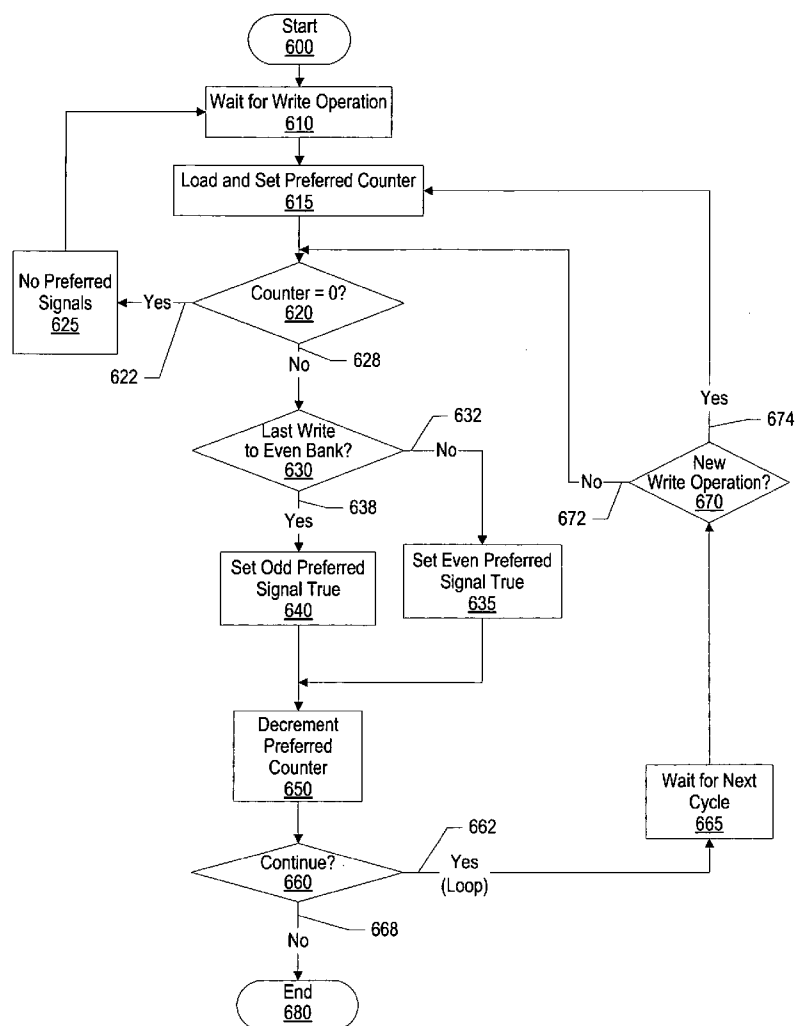 Start
600
Wait for Write Operation
610
Load and Set Preferred Counter
615
No Preferred
Signals
625
Yes
622
Counter = 0?
620
628
No
Last Write
to Even Bank?
630
632
No
638
Yes
Set Odd Preferred
Signal True
640
Set Even Preferred
Signal True
635
Yes
674
New
Write Operation?
670
No
672
Decrement
Preferred
Counter
650
Wait for Next
Cycle
665
Continue?
660
662
Yes
(Loop)
668
No
End
680